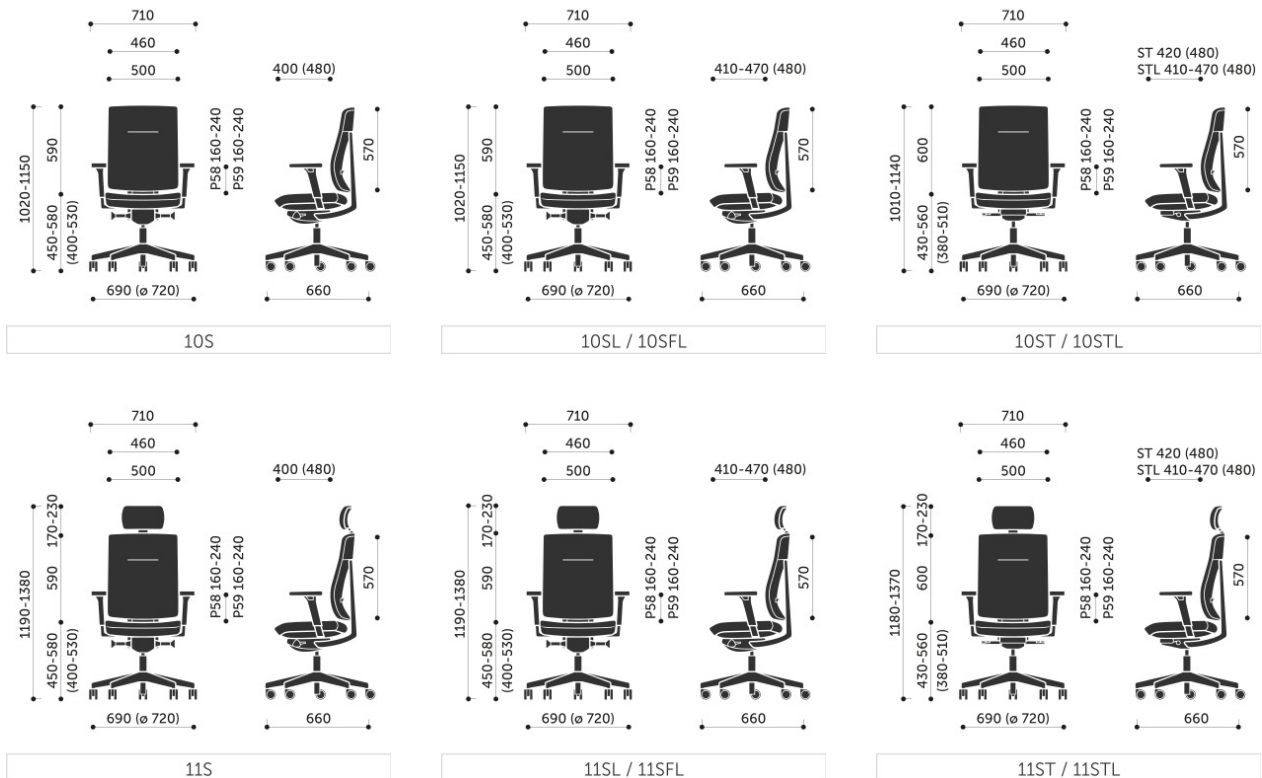 710
460
500
400 (480)
1020-1150
590
450-580
(400-530)
P58 160-240
P59 160-240
570
690 (ø 720)
660
10S
710
460
500
410-470 (480)
1020-1150
590
450-580
(400-530)
P58 160-240
P59 160-240
570
690 (ø 720)
660
10SL / 10SFL
710
460
500
ST 420 (480)
STL 410-470 (480)
1010-1140
600
430-560
(380-510)
P58 160-240
P59 160-240
570
690 (ø 720)
660
10ST / 10STL
710
460
500
400 (480)
1190-1380
170-230
590
450-580
(400-530)
P58 160-240
P59 160-240
570
690 (ø 720)
660
11S
710
460
500
410-470 (480)
1190-1380
170-230
590
450-580
(400-530)
P58 160-240
P59 160-240
570
690 (ø 720)
660
11SL / 11SFL
710
460
500
ST 420 (480)
STL 410-470 (480)
1180-1370
170-230
600
430-560
(380-510)
P58 160-240
P59 160-240
570
690 (ø 720)
660
11ST / 11STL